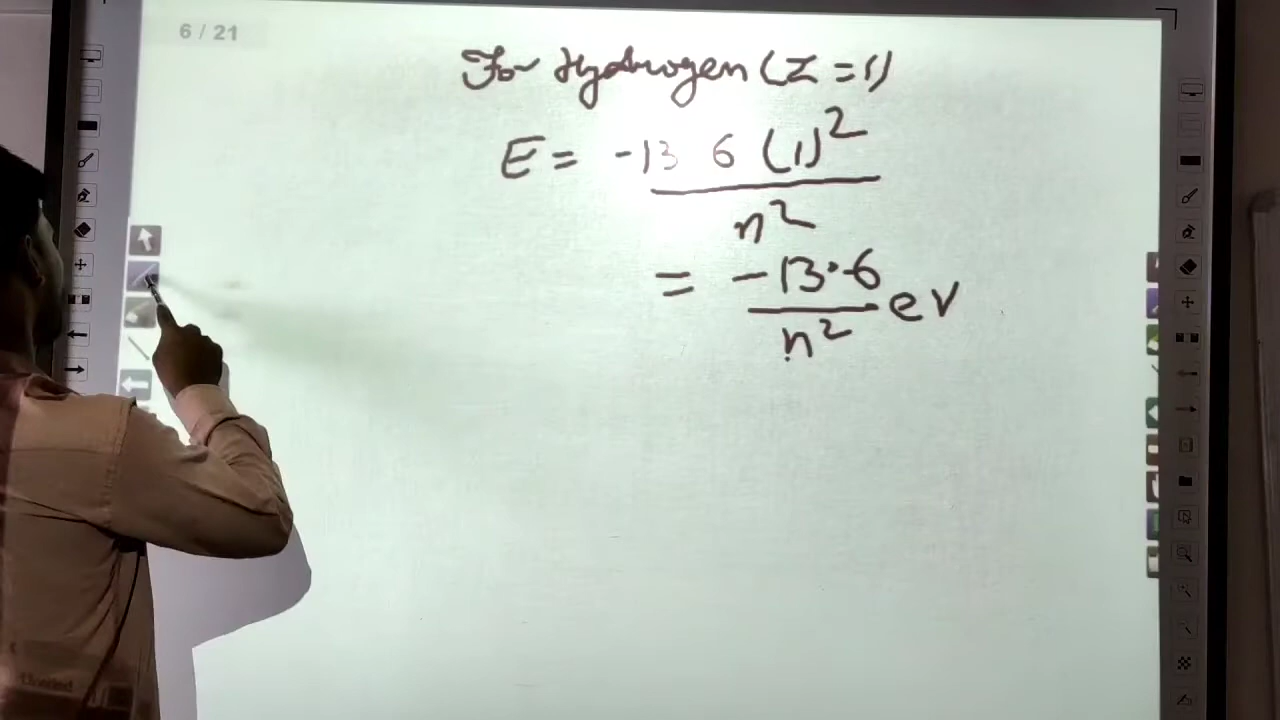 6 / 21
For Hydrogen (Z = 1)
E = -13 6 (1)²
n²
= -13.6
n² eV